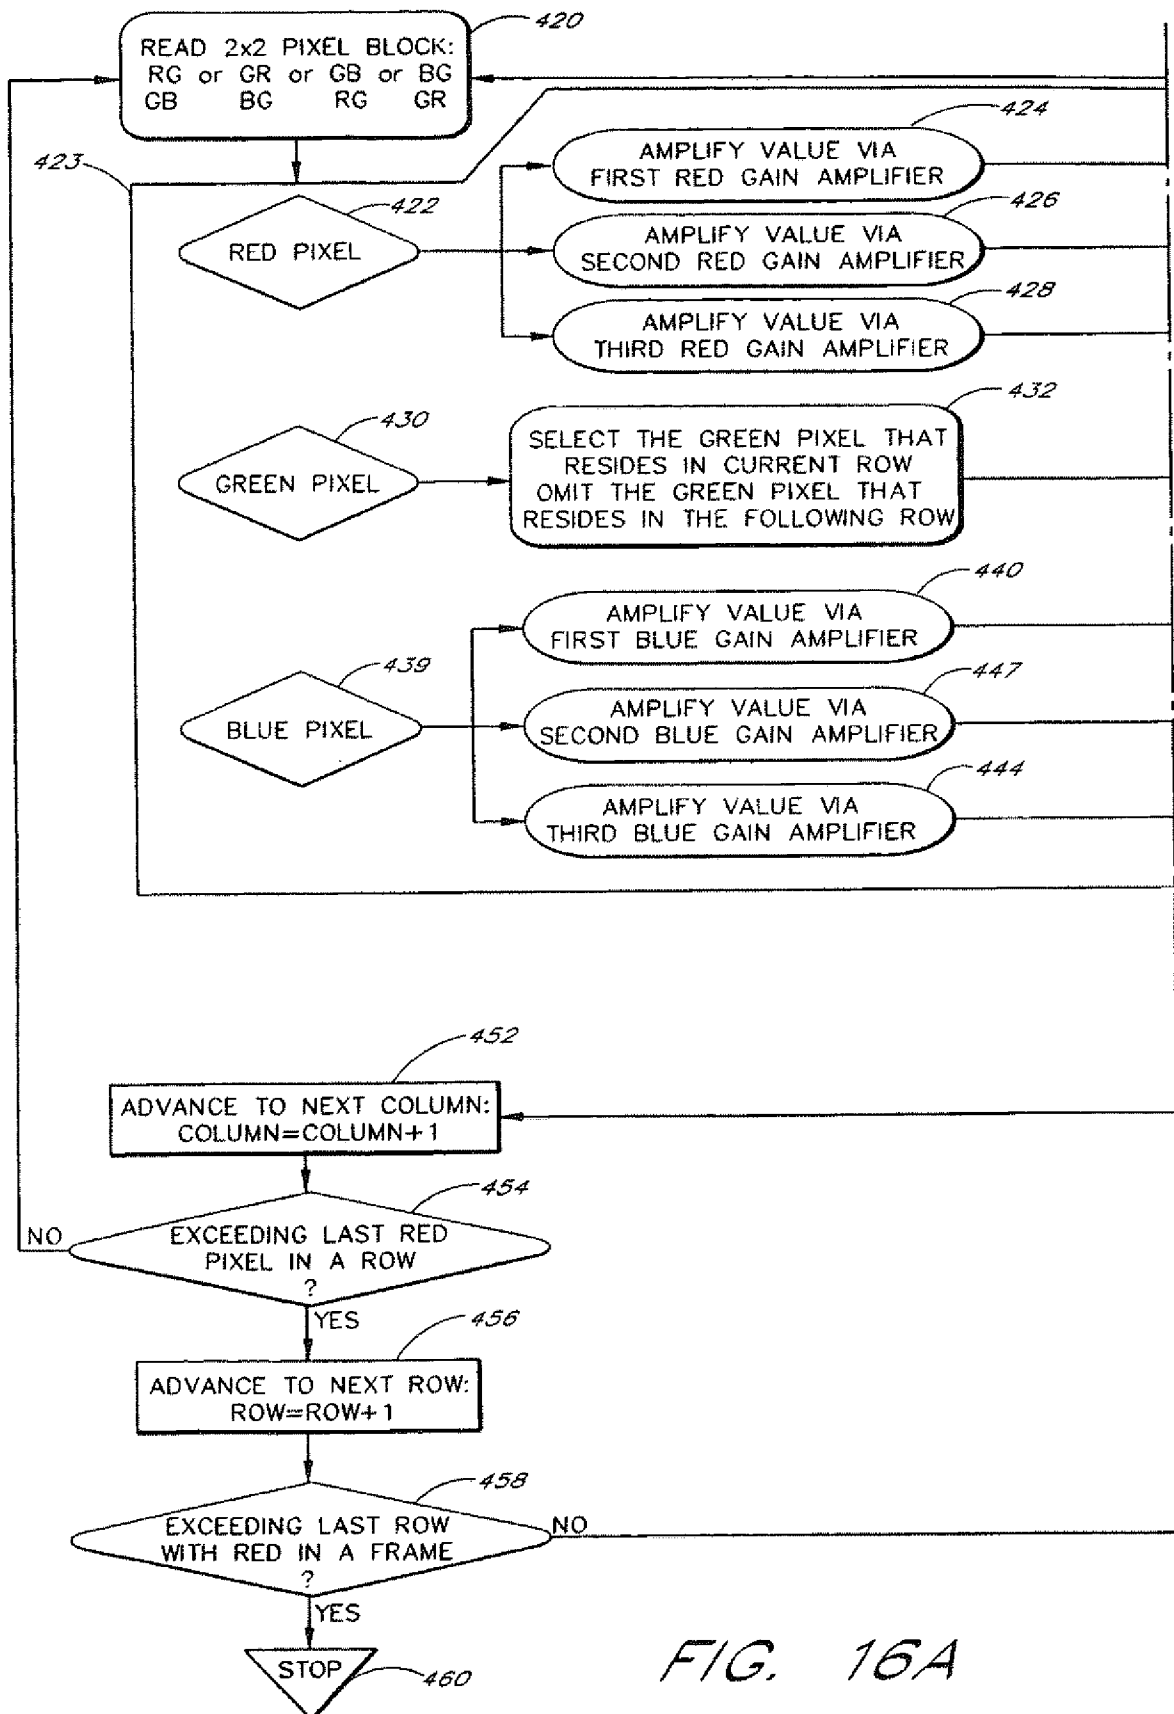 420
READ 2x2 PIXEL BLOCK:
RG or GR or GB or BG
GB BG RG GR
423
424
AMPLIFY VALUE VIA
FIRST RED GAIN AMPLIFIER
422
RED PIXEL
426
AMPLIFY VALUE VIA
SECOND RED GAIN AMPLIFIER
428
AMPLIFY VALUE VIA
THIRD RED GAIN AMPLIFIER
430
GREEN PIXEL
432
SELECT THE GREEN PIXEL THAT
RESIDES IN CURRENT ROW
OMIT THE GREEN PIXEL THAT
RESIDES IN THE FOLLOWING ROW
440
AMPLIFY VALUE VIA
FIRST BLUE GAIN AMPLIFIER
439
BLUE PIXEL
447
AMPLIFY VALUE VIA
SECOND BLUE GAIN AMPLIFIER
444
AMPLIFY VALUE VIA
THIRD BLUE GAIN AMPLIFIER
452
ADVANCE TO NEXT COLUMN:
COLUMN=COLUMN+1
454
NO
EXCEEDING LAST RED
PIXEL IN A ROW
?
YES
456
ADVANCE TO NEXT ROW:
ROW=ROW+1
458
EXCEEDING LAST ROW
WITH RED IN A FRAME
?
NO
YES
STOP
460
FIG. 16A